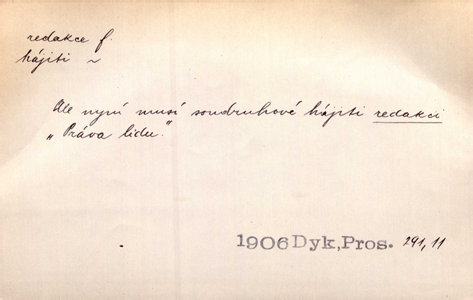 redakce f.
hájiti ~
Ale nyní musí soudruhové hájiti redakci
„Práva lidu.“
1906 Dyk, Pros. 291, 11